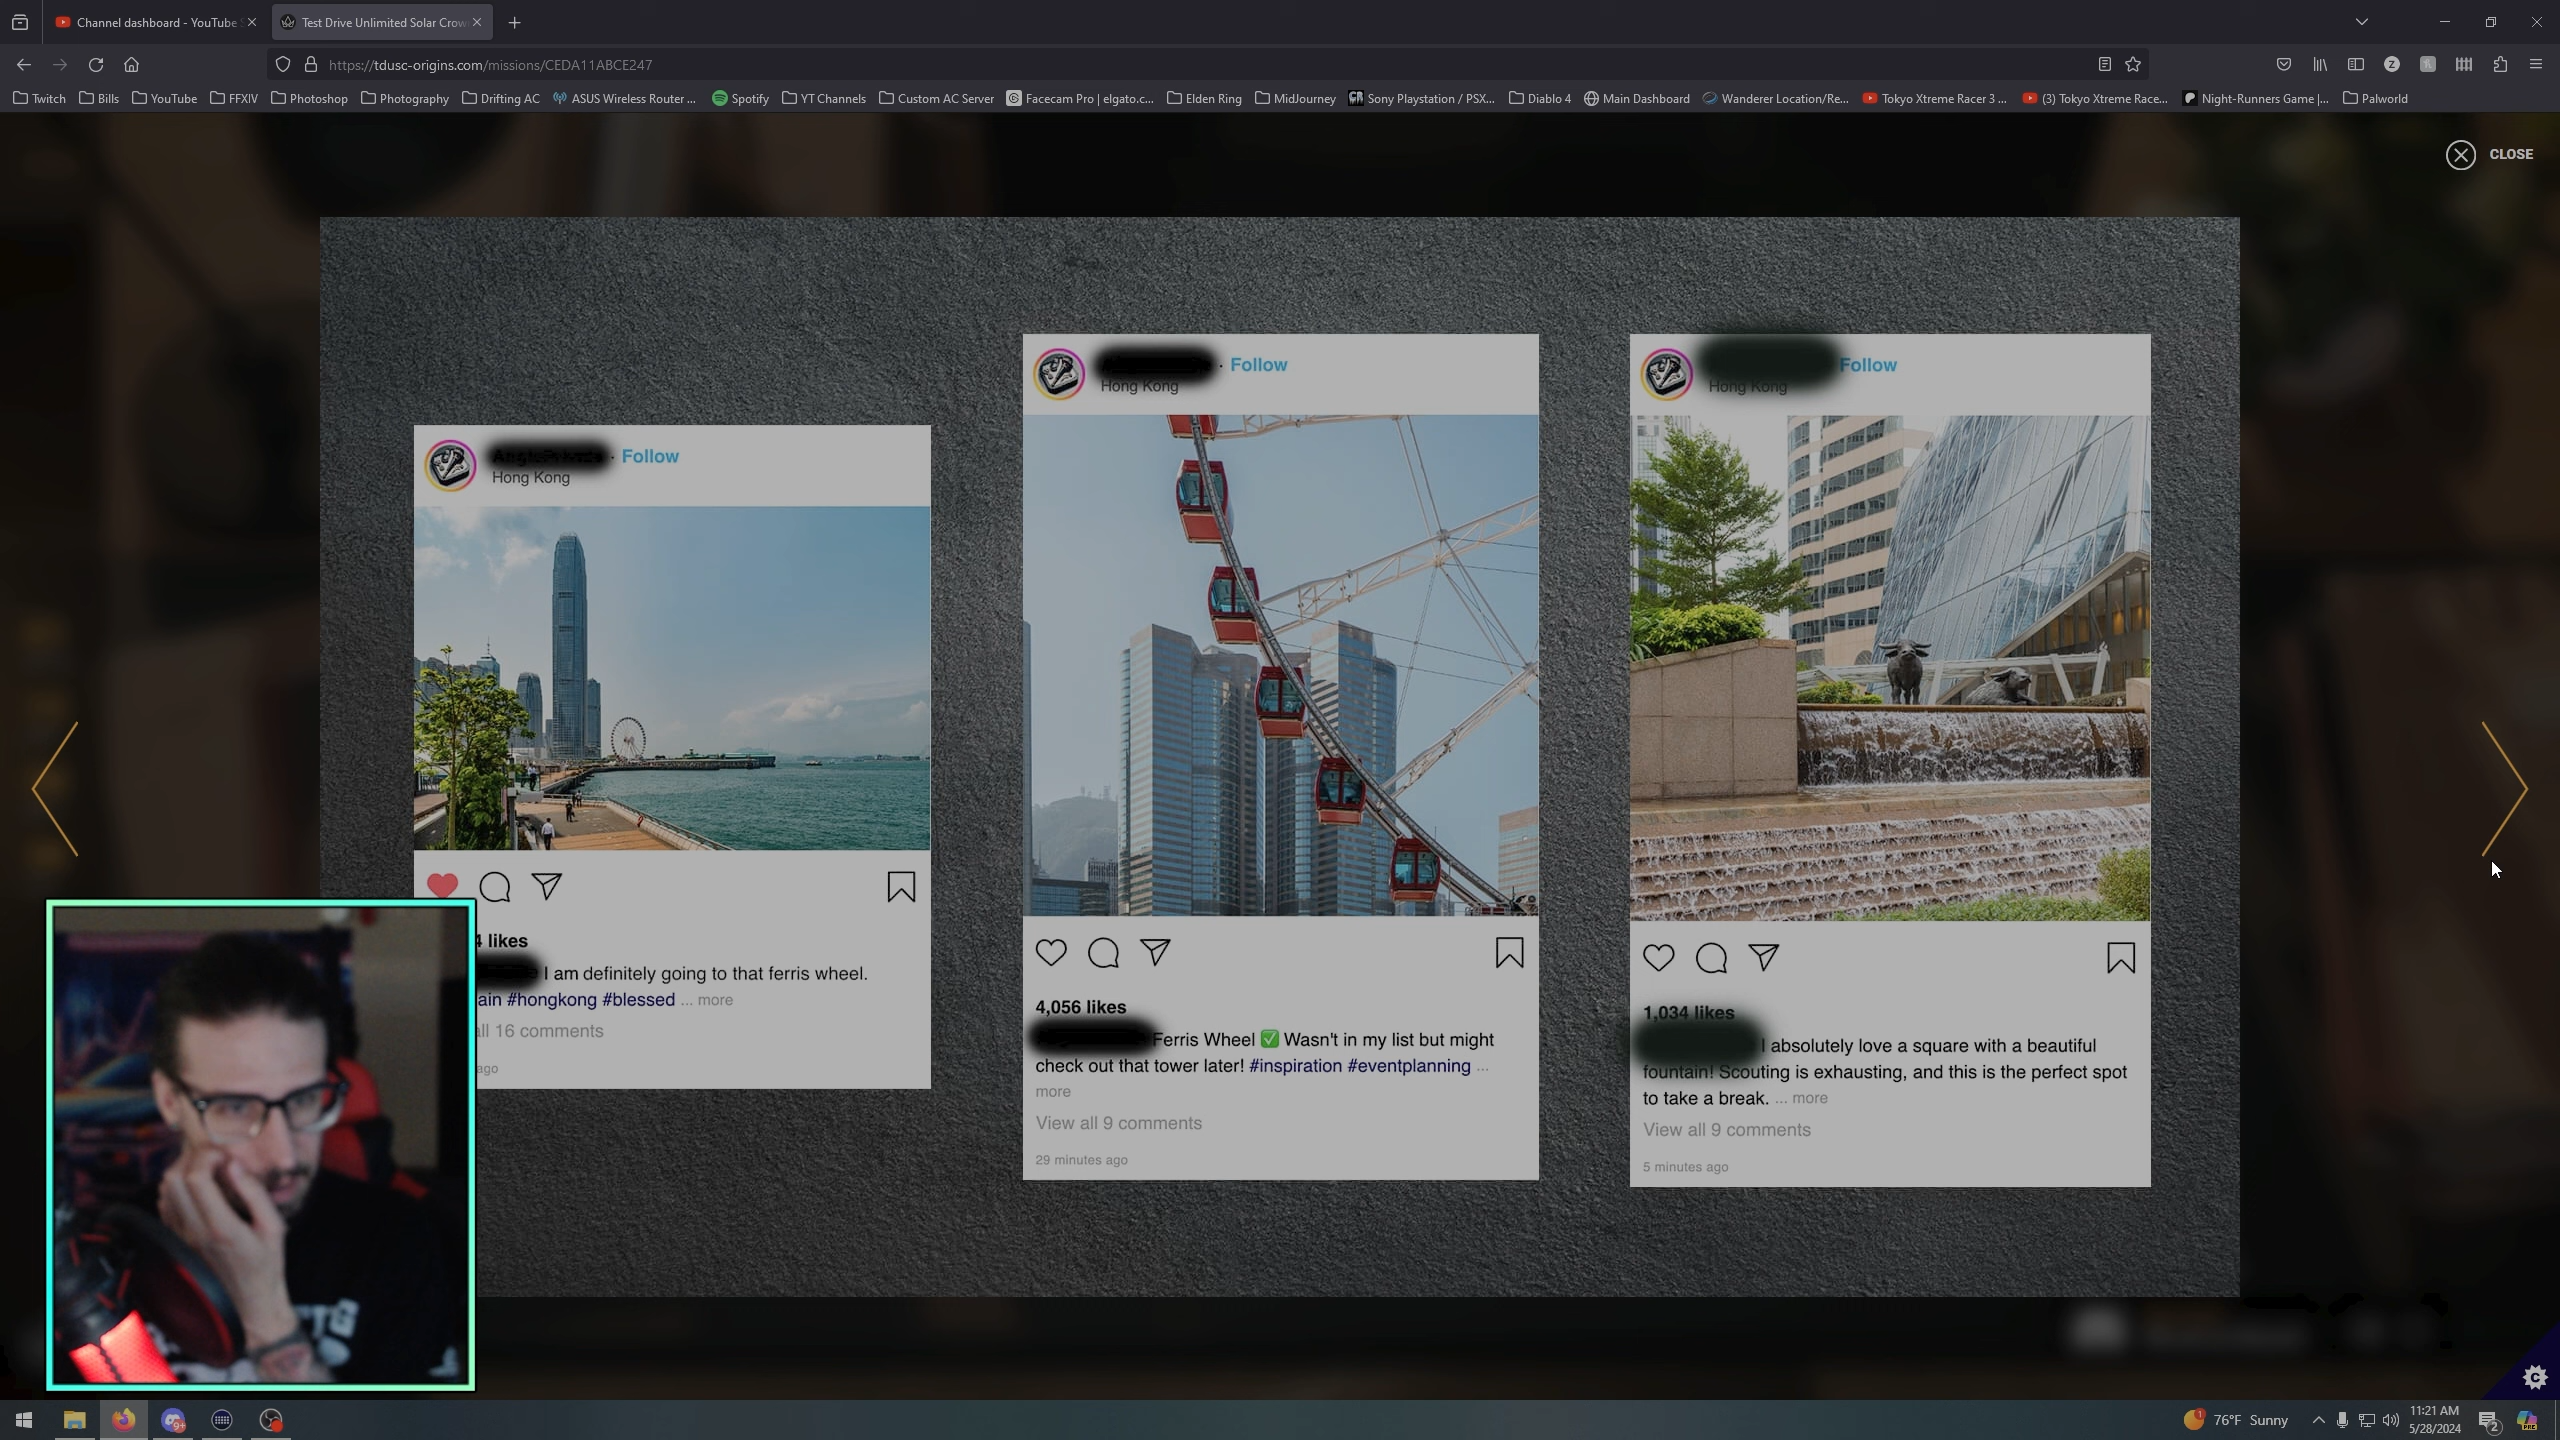 Channel dashboard - YouTube S
Test Drive Unlimited Solar Crow
https://tdusc-origins.com/missions/CEDA11ABCE247
Twitch Bills YouTube FFXIV Photoshop Photography Drifting AC ASUS Wireless Router ... Spotify YT Channels Custom AC Server Facecam Pro | elgato.c... Elden Ring MidJourney Sony Playstation / PSX... Diablo 4 Main Dashboard Wanderer Location/Re... Tokyo Xtreme Racer 3 ... (3) Tokyo Xtreme Race... Night-Runners Game |... Palworld
CLOSE
· Follow
Hong Kong
4 likes
I am definitely going to that ferris wheel.
ain #hongkong #blessed ... more
all 16 comments
ago
· Follow
Hong Kong
4,056 likes
Ferris Wheel ✅ Wasn't in my list but might
check out that tower later! #inspiration #eventplanning ...
more
View all 9 comments
29 minutes ago
Follow
Hong Kong
1,034 likes
I absolutely love a square with a beautiful
fountain! Scouting is exhausting, and this is the perfect spot
to take a break. ... more
View all 9 comments
5 minutes ago
9+
76°F Sunny
11:21 AM
5/28/2024
2